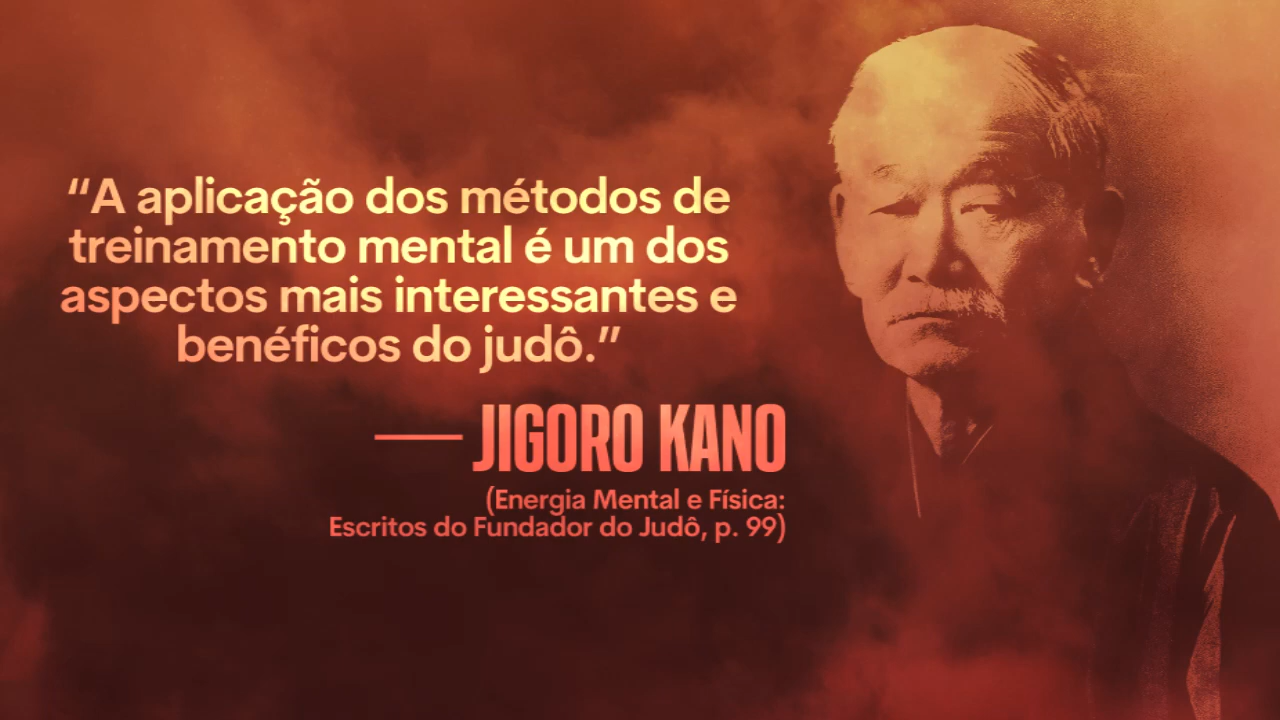 “A aplicação dos métodos de
treinamento mental é um dos
aspectos mais interessantes e
benéficos do judô.”
— JIGORO KANO
(Energia Mental e Física:
Escritos do Fundador do Judô, p. 99)